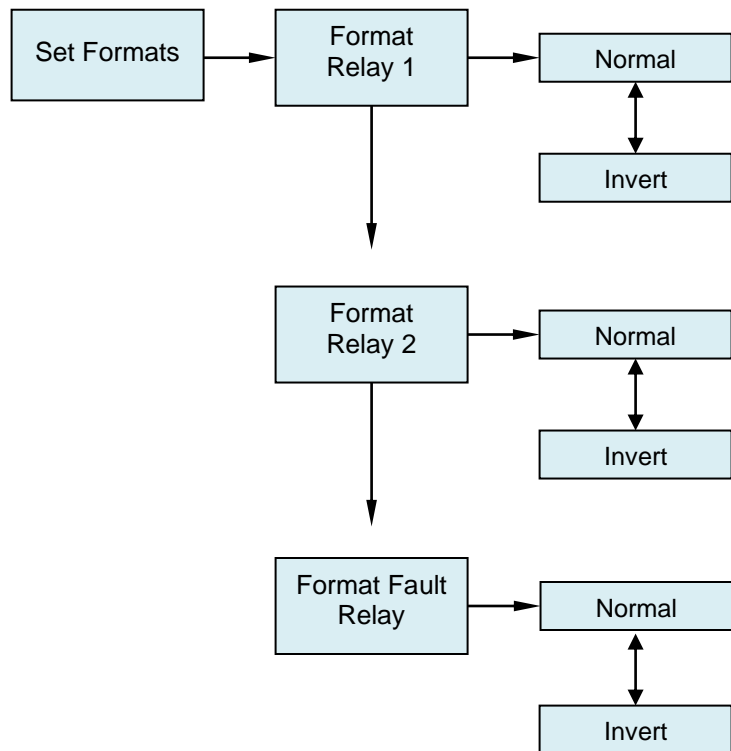 Set Formats
Format
Relay 1
Normal
Invert
Format
Relay 2
Normal
Invert
Format Fault
Relay
Normal
Invert